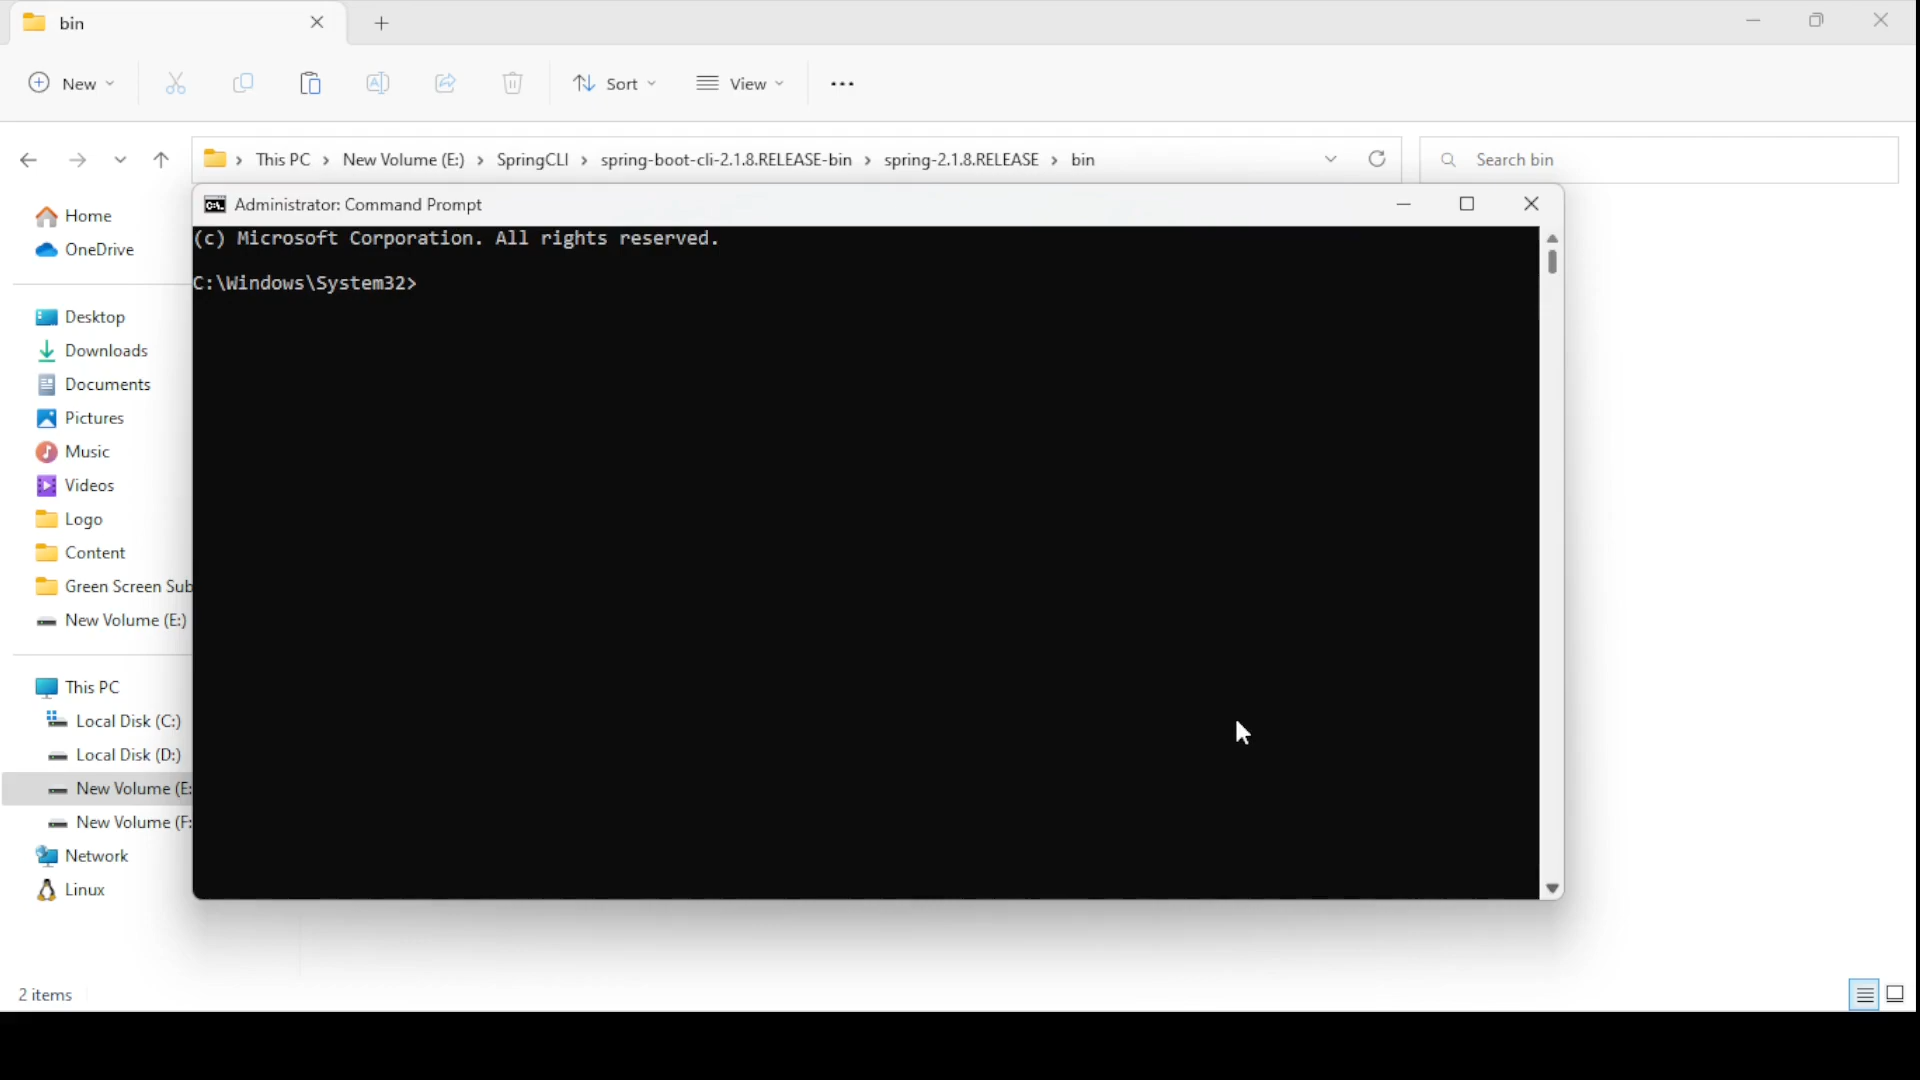 bin
New
Sort
View
This PC > New Volume (E:) > SpringCLI > spring-boot-cli-2.1.8.RELEASE-bin > spring-2.1.8.RELEASE > bin
Search bin
Administrator: Command Prompt
(c) Microsoft Corporation. All rights reserved.
C:\Windows\System32>
Home
OneDrive
Desktop
Downloads
Documents
Pictures
Music
Videos
Logo
Content
Green Screen Sub
New Volume (E:)
This PC
Local Disk (C:)
Local Disk (D:)
New Volume (E:
New Volume (F:
Network
Linux
2 items